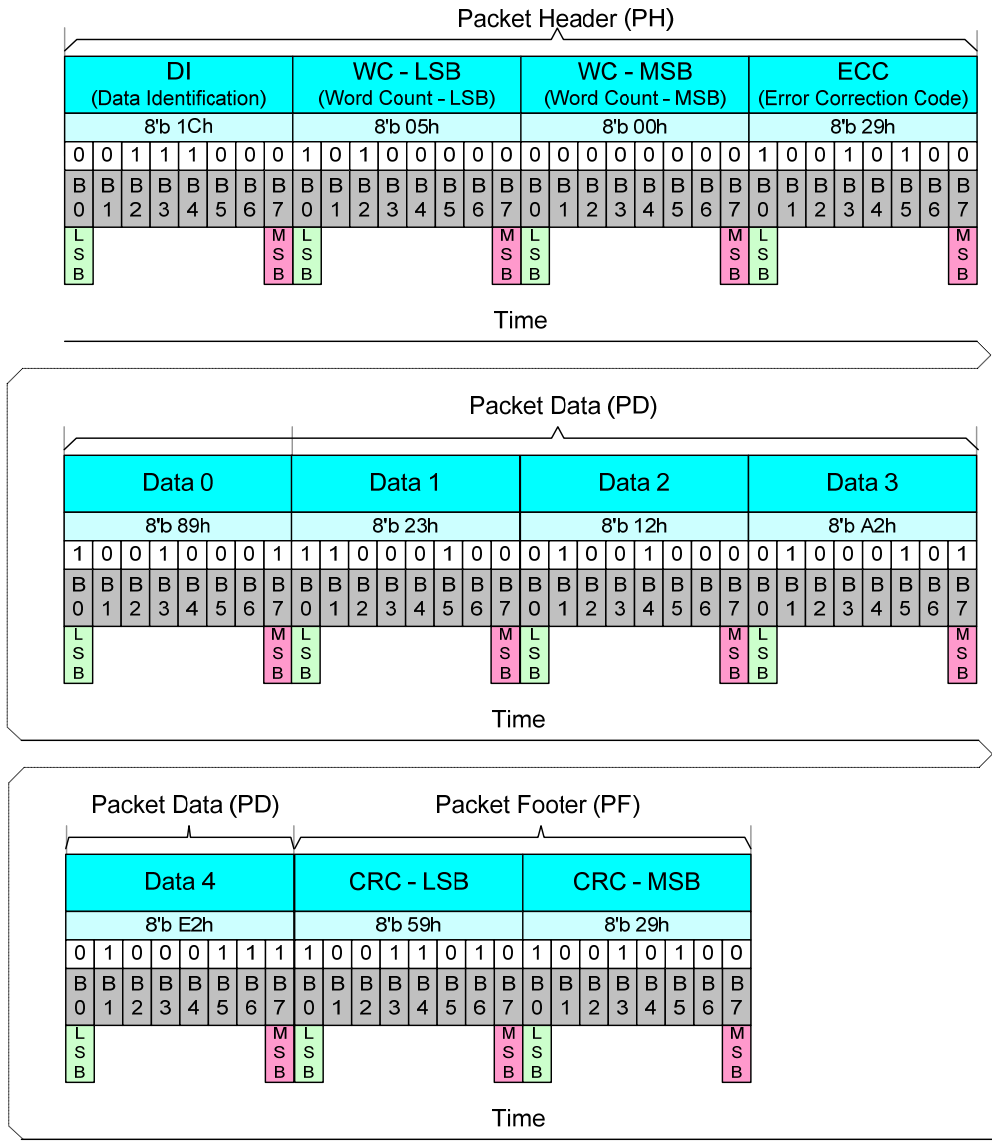 Packet Header (PH)
DI WC - LSB WC - MSB ECC
(Data Identification) (Word Count - LSB) (Word Count - MSB) (Error Correction Code)
8'b 1Ch 8'b 05h 8'b 00h 8'b 29h
0 0 1 1 1 0 0 0 1 0 1 0 0 0 0 0 0 0 0 0 0 0 0 0 1 0 0 1 0 1 0 0
B0 B1 B2 B3 B4 B5 B6 B7 B0 B1 B2 B3 B4 B5 B6 B7 B0 B1 B2 B3 B4 B5 B6 B7 B0 B1 B2 B3 B4 B5 B6 B7
LSB MSB LSB MSB LSB MSB LSB MSB
Time
Packet Data (PD)
Data 0 Data 1 Data 2 Data 3
8'b 89h 8'b 23h 8'b 12h 8'b A2h
1 0 0 1 0 0 0 1 1 1 0 0 0 1 0 0 0 1 0 0 1 0 0 0 0 1 0 0 0 1 0 1
B0 B1 B2 B3 B4 B5 B6 B7 B0 B1 B2 B3 B4 B5 B6 B7 B0 B1 B2 B3 B4 B5 B6 B7 B0 B1 B2 B3 B4 B5 B6 B7
LSB MSB LSB MSB LSB MSB LSB MSB
Time
Packet Data (PD) Packet Footer (PF)
Data 4 CRC - LSB CRC - MSB
8'b E2h 8'b 59h 8'b 29h
0 1 0 0 0 1 1 1 1 0 0 1 1 0 1 0 1 0 0 1 0 1 0 0
B0 B1 B2 B3 B4 B5 B6 B7 B0 B1 B2 B3 B4 B5 B6 B7 B0 B1 B2 B3 B4 B5 B6 B7
LSB MSB LSB MSB LSB MSB
Time